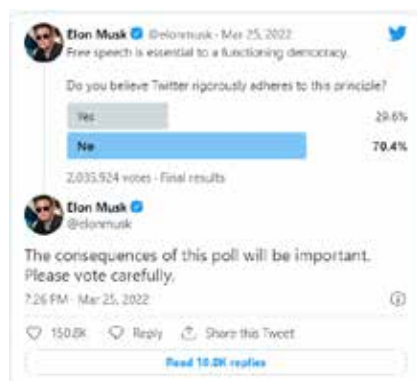 Elon Musk @elonmusk · Mar 25, 2022
Free speech is essential to a functioning democracy.
Do you believe Twitter rigorously adheres to this principle?
Yes 29.6%
No 70.4%
2,035,924 votes · Final results
Elon Musk
@elonmusk
The consequences of this poll will be important.
Please vote carefully.
7:26 PM · Mar 25, 2022
150.8K Reply Share this Tweet
Read 18.0K replies